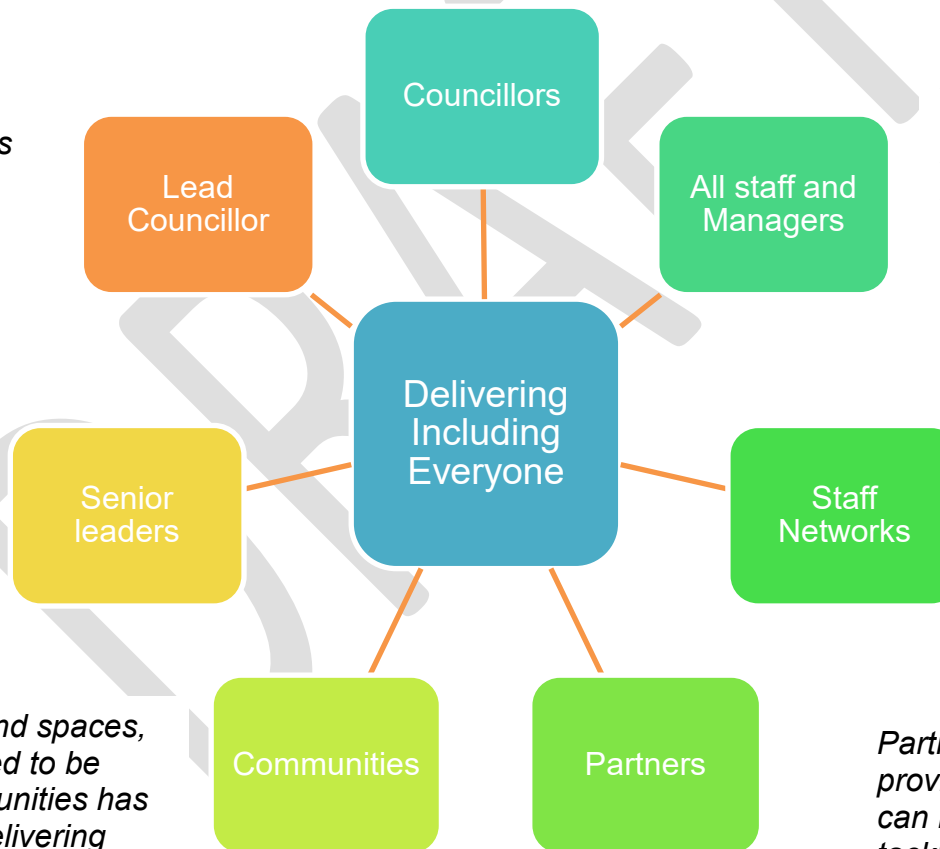 Councillors
s
Lead
Councillor
All staff and
Managers
Delivering
Including
Everyone
Senior
leaders
Staff
Networks
nd spaces,
ed to be
unities has
elivering
Communities
Partners
Parti
provi
can
DRAFT